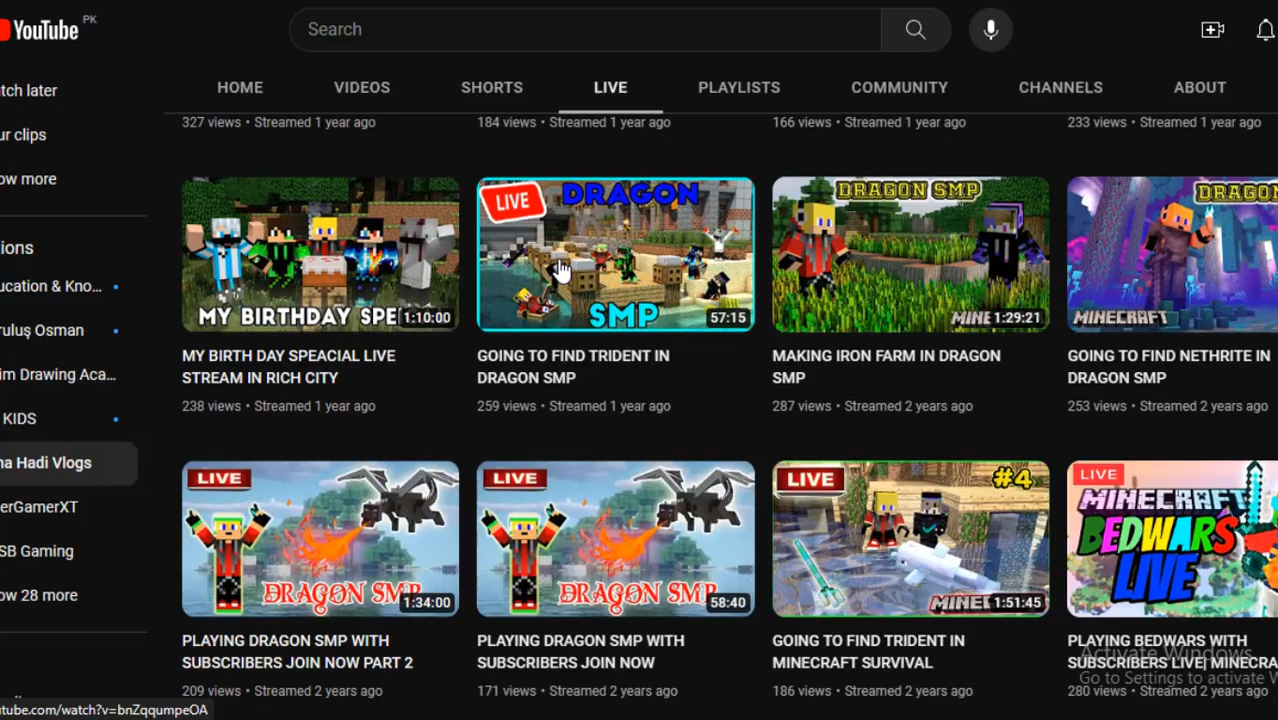 YouTube PK
Search
tch later
HOME VIDEOS SHORTS LIVE PLAYLISTS COMMUNITY CHANNELS ABOUT
327 views • Streamed 1 year ago
184 views • Streamed 1 year ago
166 views • Streamed 1 year ago
233 views • Streamed 1 year ago
ur clips
ow more
tions
ucation & Kno...
ruluş Osman
im Drawing Aca...
KIDS
na Hadi Vlogs
erGamerXT
SB Gaming
ow 28 more
MY BIRTHDAY SPE
1:10:00
MY BIRTH DAY SPEACIAL LIVE
STREAM IN RICH CITY
238 views • Streamed 1 year ago
LIVE
DRAGON
SMP
57:15
GOING TO FIND TRIDENT IN
DRAGON SMP
259 views • Streamed 1 year ago
DRAGON SMP
MINE
1:29:21
MAKING IRON FARM IN DRAGON
SMP
287 views • Streamed 2 years ago
DRAGON
MINECRAFT
GOING TO FIND NETHRITE IN
DRAGON SMP
253 views • Streamed 2 years ago
LIVE
DRAGON SMP
1:34:00
PLAYING DRAGON SMP WITH
SUBSCRIBERS JOIN NOW PART 2
209 views • Streamed 2 years ago
LIVE
DRAGON SMP
58:40
PLAYING DRAGON SMP WITH
SUBSCRIBERS JOIN NOW
171 views • Streamed 2 years ago
LIVE
#4
MINE
1:51:45
GOING TO FIND TRIDENT IN
MINECRAFT SURVIVAL
186 views • Streamed 2 years ago
LIVE
MINECRAFT
BEDWARS
LIVE
PLAYING BEDWARS WITH
SUBSCRIBERS LIVE| MINECRA
280 views • Streamed 2 years ago
Activate Windows
Go to Settings to activate W
utube.com/watch?v=bnZqqumpeOA